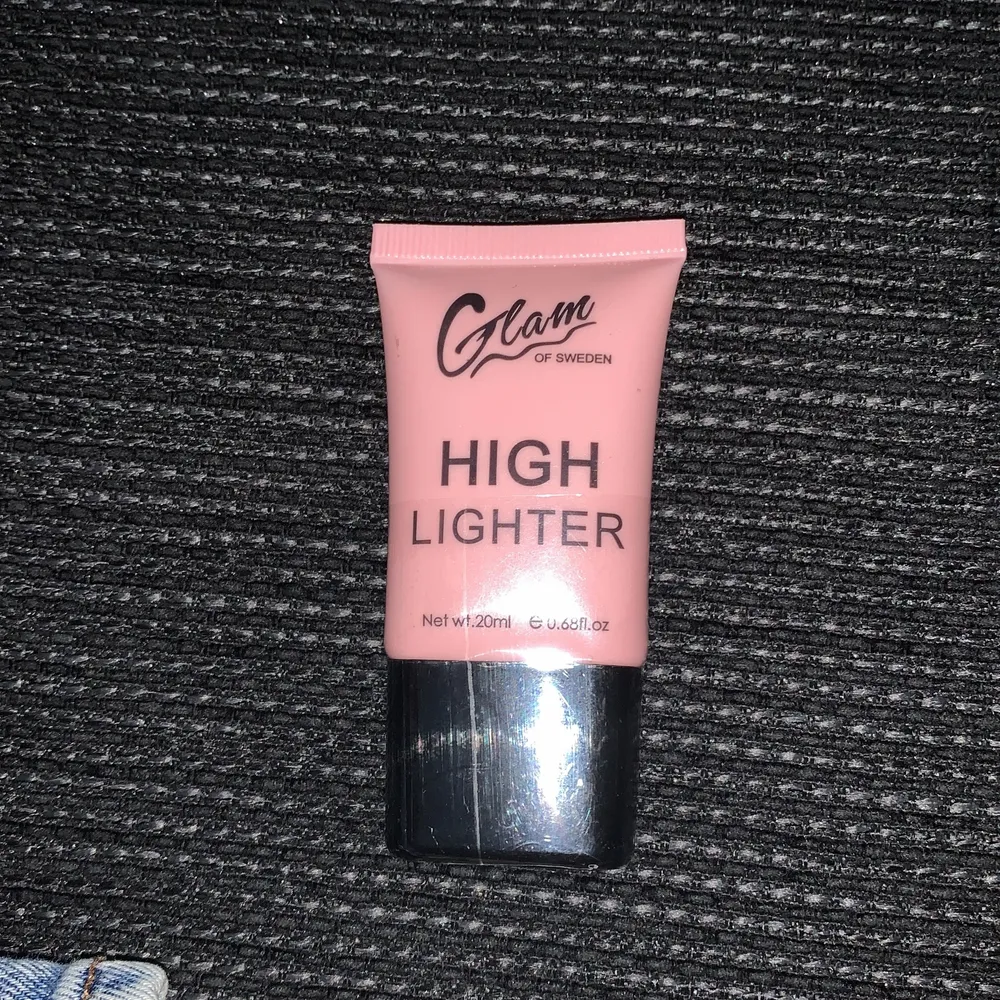 Glam
OF SWEDEN
HIGH
LIGHTER
Net wt.20ml ℮ 0.68fl.oz